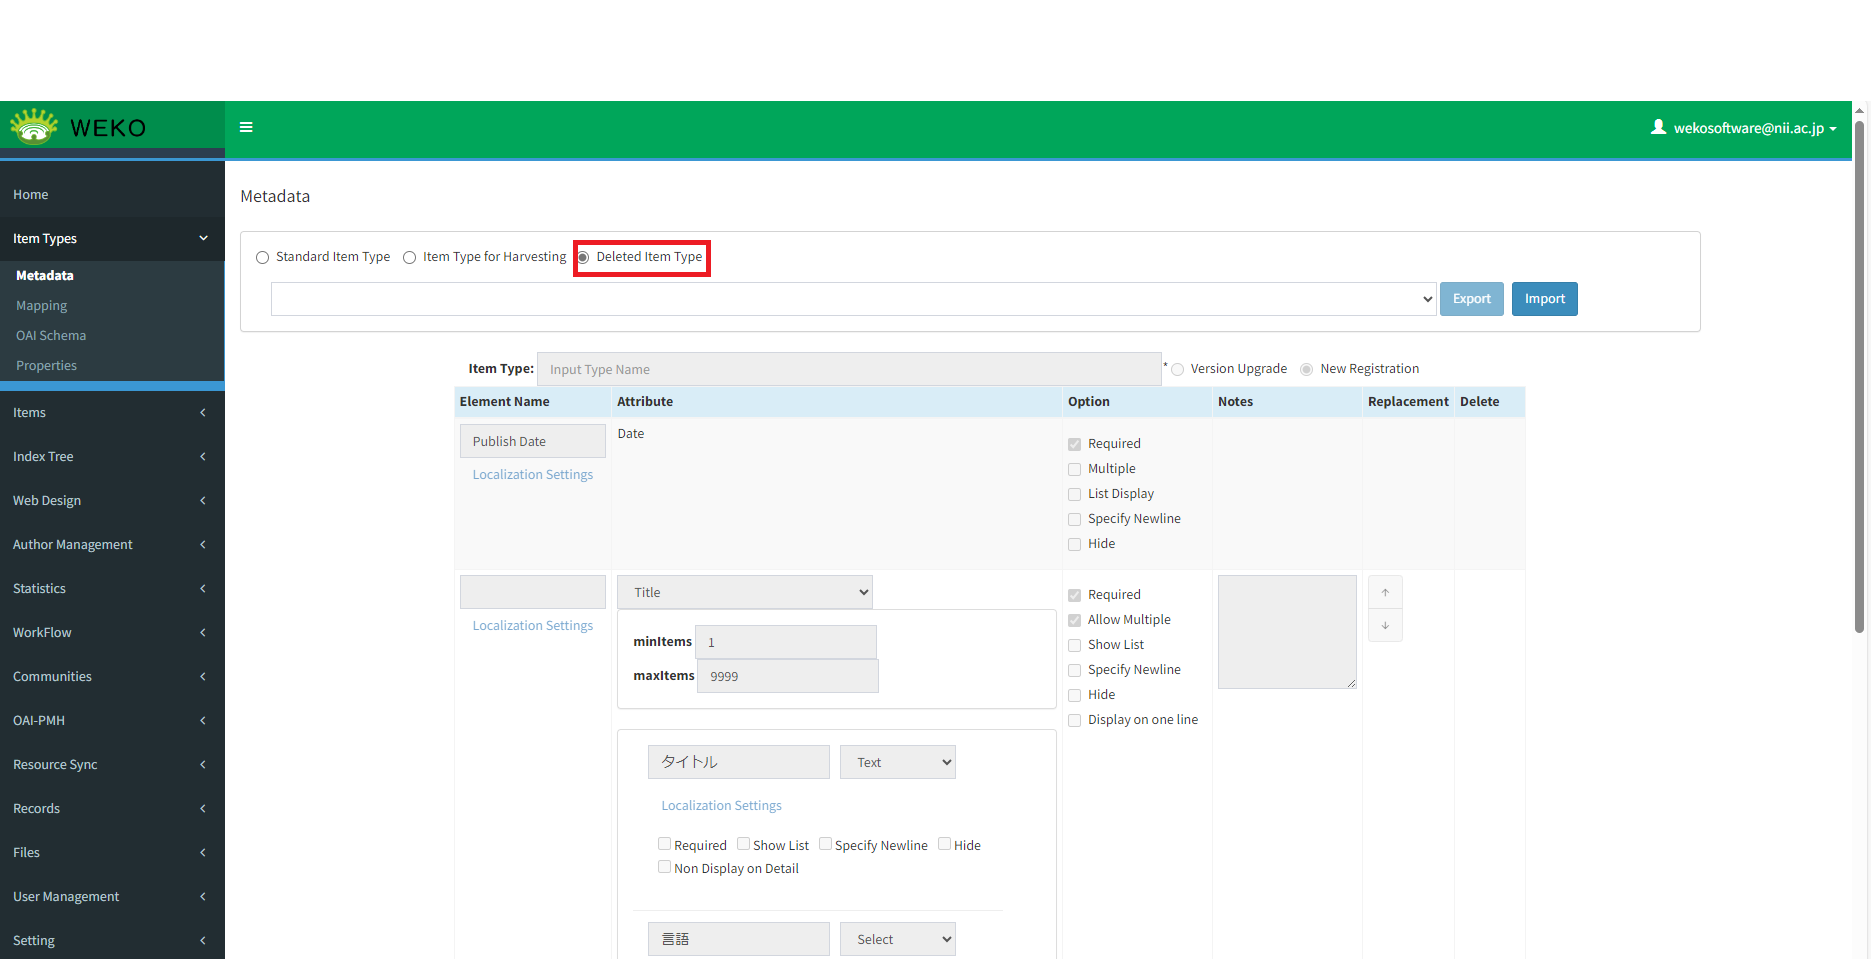 WEKO
wekosoftware@nii.ac.jp
Home
Item Types
Metadata
Mapping
OAI Schema
Properties
Items
Index Tree
Web Design
Author Management
Statistics
WorkFlow
Communities
OAI-PMH
Resource Sync
Records
Files
User Management
Setting
Metadata
Standard Item Type Item Type for Harvesting Deleted Item Type
Export Import
Item Type: Input Type Name * Version Upgrade New Registration
Element Name Attribute Option Notes Replacement Delete
Publish Date
Localization Settings
Date
Required
Multiple
List Display
Specify Newline
Hide
Localization Settings
Title
minItems 1
maxItems 9999
Required
Allow Multiple
Show List
Specify Newline
Hide
Display on one line
↑
↓
タイトル Text
Localization Settings
Required Show List Specify Newline Hide
Non Display on Detail
言語 Select